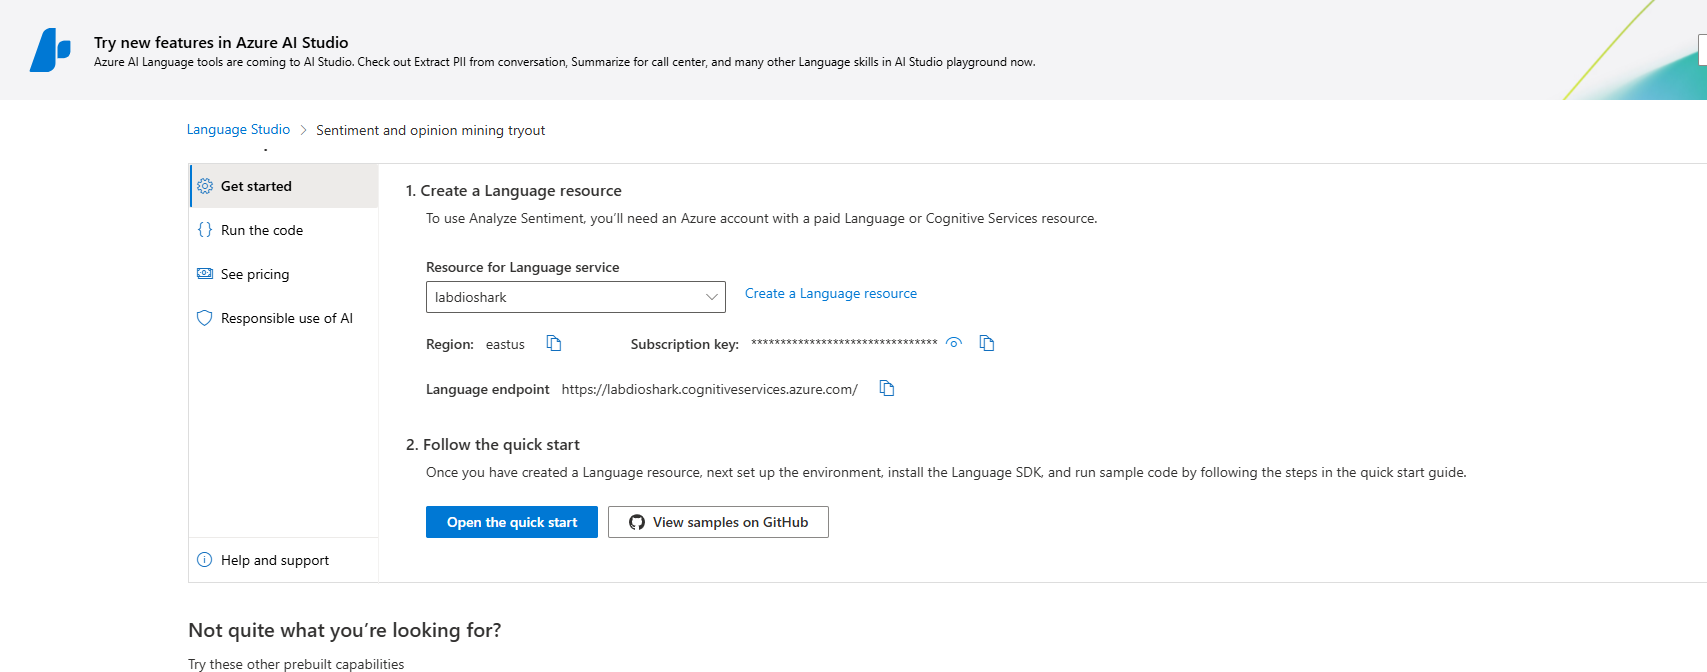 Try new features in Azure AI Studio
Azure AI Language tools are coming to AI Studio. Check out Extract PII from conversation, Summarize for call center, and many other Language skills in AI Studio playground now.
Language Studio > Sentiment and opinion mining tryout
Get started
Run the code
See pricing
Responsible use of AI
Help and support
1. Create a Language resource
To use Analyze Sentiment, you’ll need an Azure account with a paid Language or Cognitive Services resource.
Resource for Language service
labdioshark
Create a Language resource
Region: eastus
Subscription key: ********************************
Language endpoint https://labdioshark.cognitiveservices.azure.com/
2. Follow the quick start
Once you have created a Language resource, next set up the environment, install the Language SDK, and run sample code by following the steps in the quick start guide.
Open the quick start
View samples on GitHub
Not quite what you’re looking for?
Try these other prebuilt capabilities